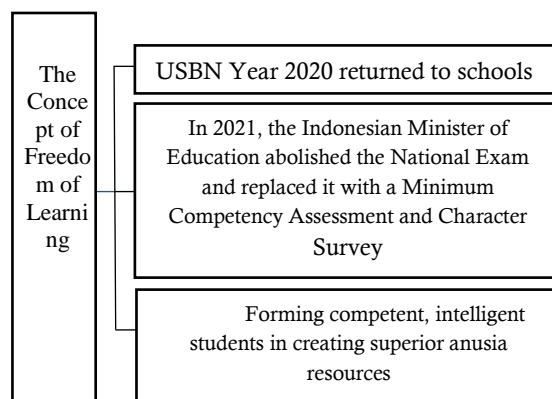 The
Conce
pt of
Freedo
m of
Learni
ng
USBN Year 2020 returned to schools
In 2021, the Indonesian Minister of
Education abolished the National Exam
and replaced it with a Minimum
Competency Assessment and Character
Survey
Forming competent, intelligent
students in creating superior anusia
resources